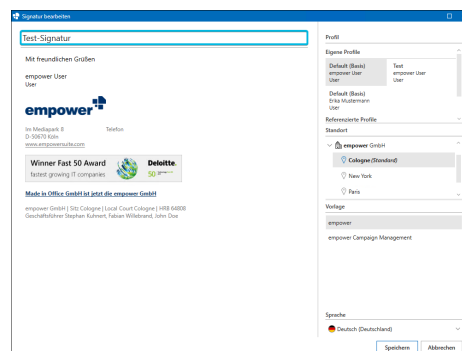 Signatur bearbeiten
Test-Signatur
Mit freundlichen Grüßen
empower User
User
empower
Im Mediapark 8 Telefon
D-50670 Köln
www.empowersuite.com
Winner Fast 50 Award
fastest growing IT companies
Deloitte.
50
Made in Office GmbH ist jetzt die empower GmbH
empower GmbH | Sitz Cologne | Local Court Cologne | HRB 64808
Geschäftsführer Stephan Kuhnert, Fabian Willebrand, John Doe
Profil
Eigene Profile
Default (Basis) Test
empower User empower User
User User
Default (Basis)
Erika Mustermann
User
Referenzierte Profile
Standort
empower GmbH
Cologne (Standard)
New York
Paris
Vorlage
empower
empower Campaign Management
Sprache
Deutsch (Deutschland)
Speichern Abbrechen